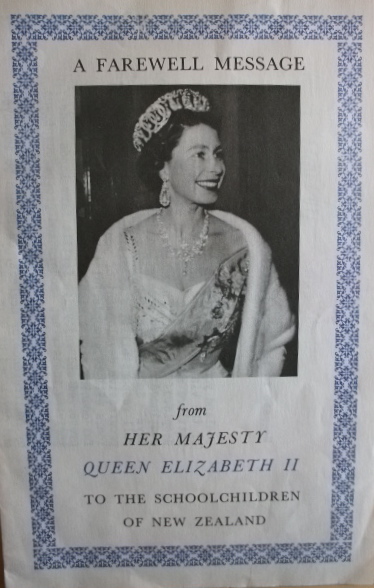 A FAREWELL MESSAGE
from
HER MAJESTY
QUEEN ELIZABETH II
TO THE SCHOOLCHILDREN
OF NEW ZEALAND